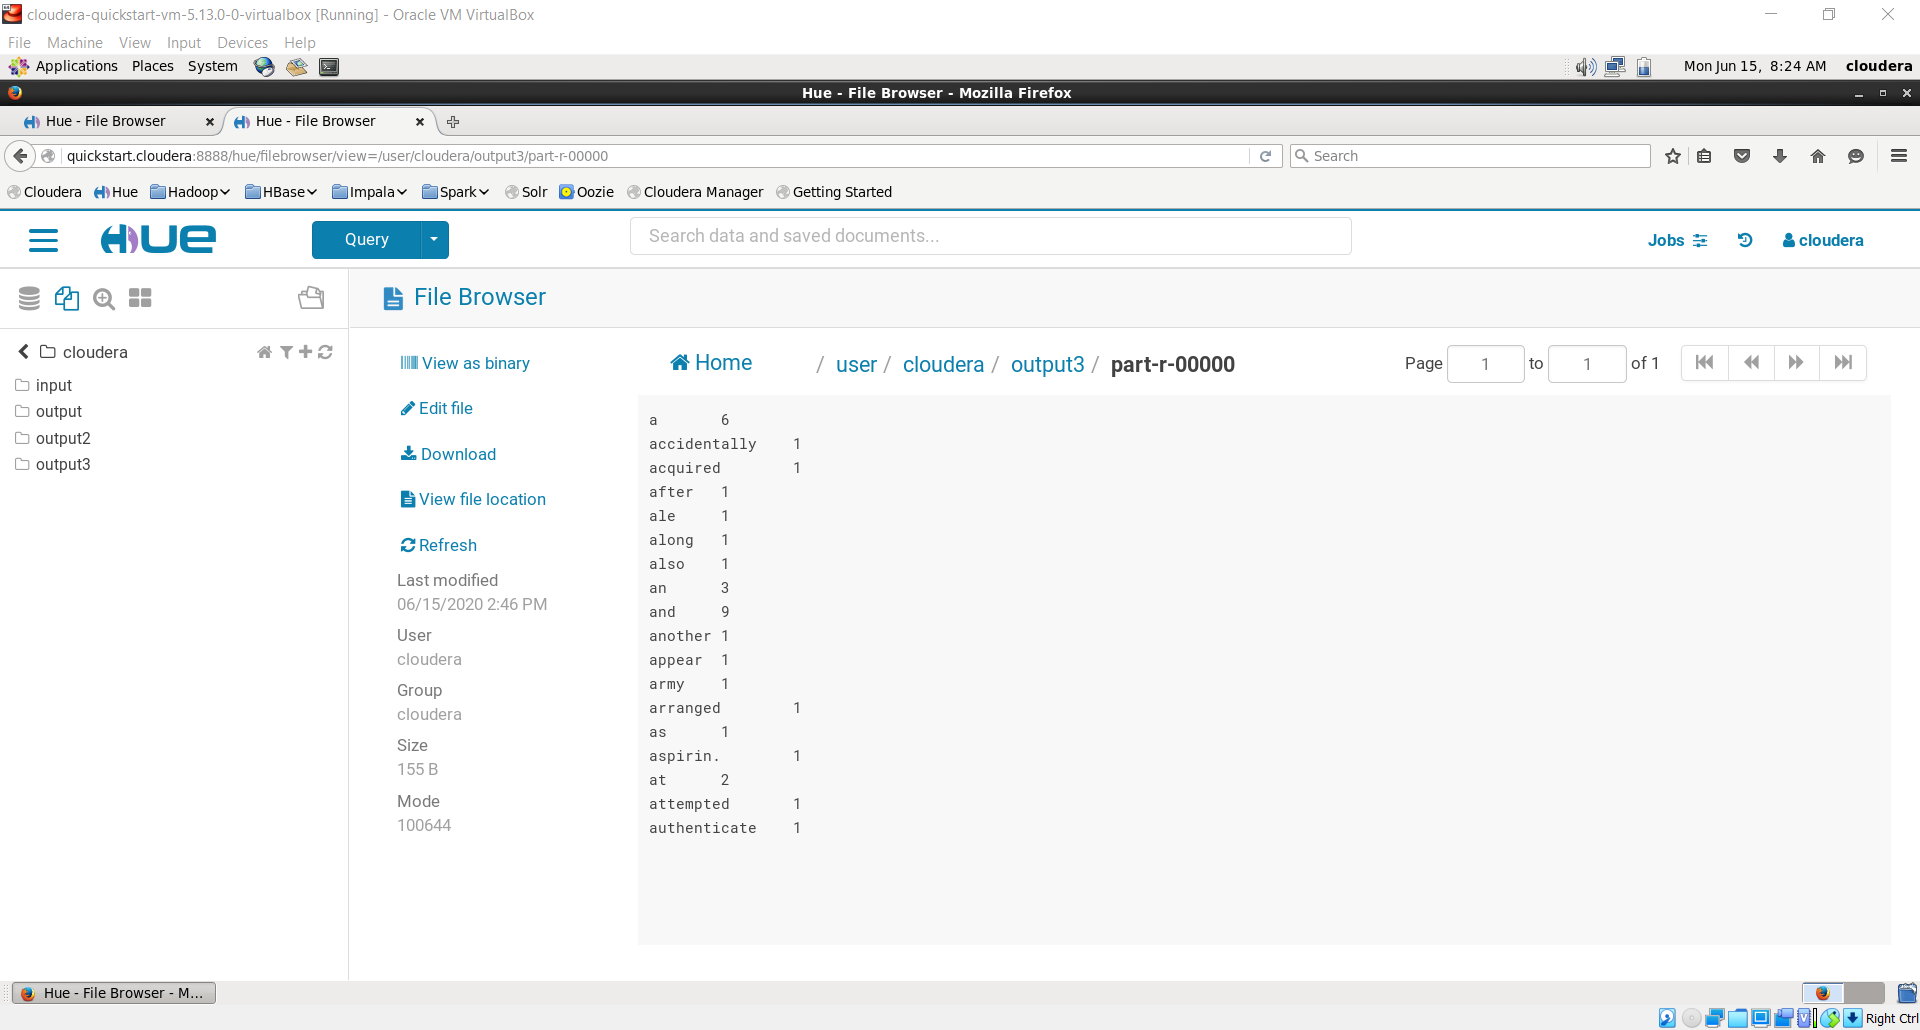 cloudera-quickstart-vm-5.13.0-0-virtualbox [Running] - Oracle VM VirtualBox
File Machine View Input Devices Help
Applications Places System Mon Jun 15, 8:24 AM cloudera
Hue - File Browser - Mozilla Firefox
Hue - File Browser Hue - File Browser
quickstart.cloudera:8888/hue/filebrowser/view=/user/cloudera/output3/part-r-00000 Search
Cloudera Hue Hadoop HBase Impala Spark Solr Oozie Cloudera Manager Getting Started
HUE Query Search data and saved documents... Jobs cloudera
File Browser
cloudera
input
output
output2
output3
View as binary
Edit file
Download
View file location
Refresh
Last modified
06/15/2020 2:46 PM
User
cloudera
Group
cloudera
Size
155 B
Mode
100644
Home / user / cloudera / output3 / part-r-00000 Page 1 to 1 of 1
a 6
accidentally 1
acquired 1
after 1
ale 1
along 1
also 1
an 3
and 9
another 1
appear 1
army 1
arranged 1
as 1
aspirin. 1
at 2
attempted 1
authenticate 1
Hue - File Browser - M...
Right Ctrl